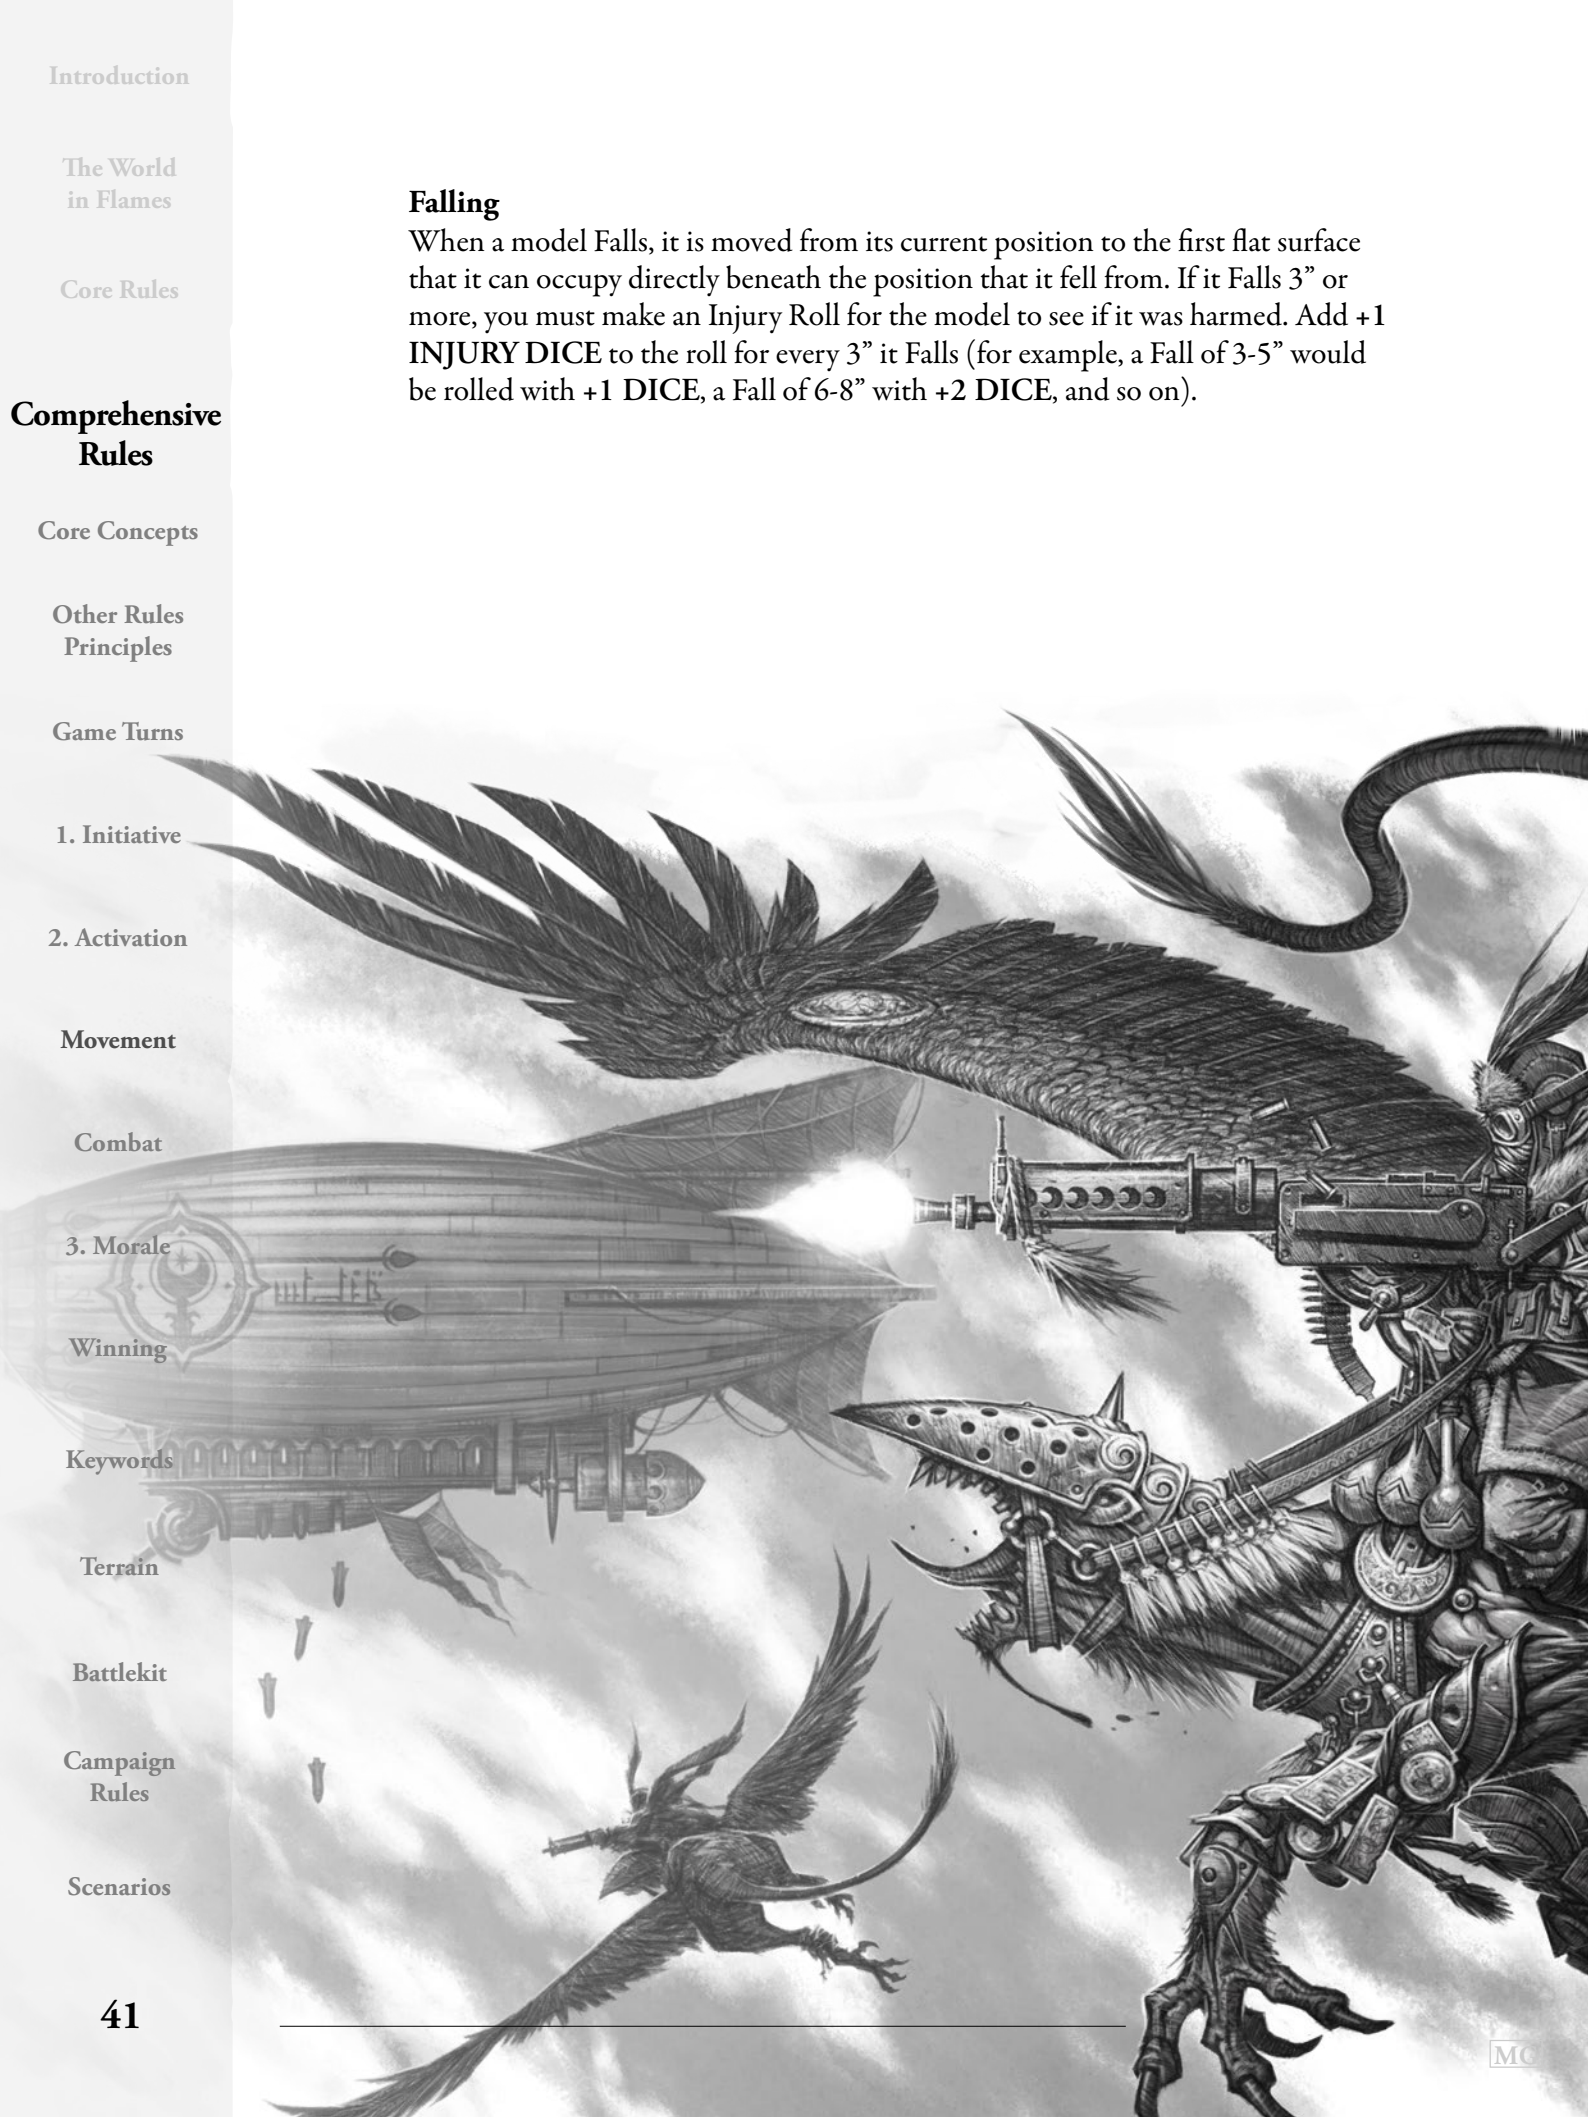 Introduction
The World
in Flames
Core Rules
Comprehensive
Rules
Core Concepts
Other Rules
Principles
Game Turns
1. Initiative
2. Activation
Movement
Combat
3. Morale
Winning
Keywords
Terrain
Battlekit
Campaign
Rules
Scenarios
41
Falling
When a model Falls, it is moved from its current position to the first flat surface
that it can occupy directly beneath the position that it fell from. If it Falls 3” or
more, you must make an Injury Roll for the model to see if it was harmed. Add +1
INJURY DICE to the roll for every 3” it Falls (for example, a Fall of 3-5” would
be rolled with +1 DICE, a Fall of 6-8” with +2 DICE, and so on).